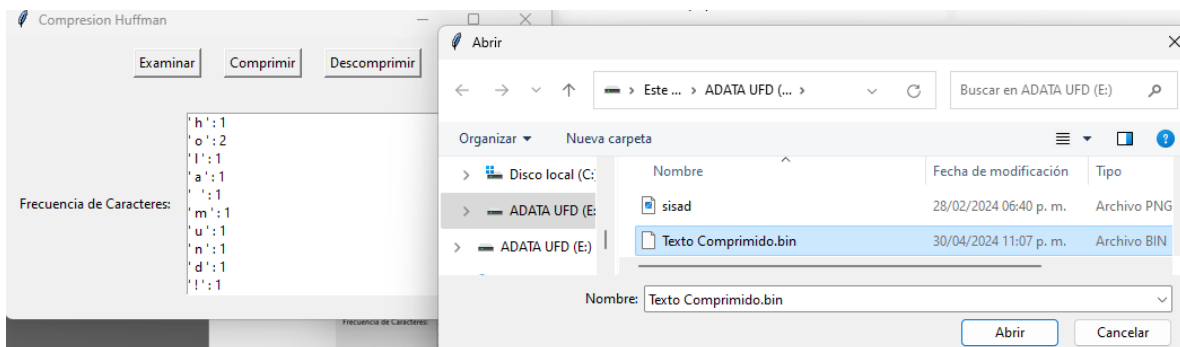 Compresion Huffman
Examinar Comprimir Descomprimir
Frecuencia de Caracteres:
'h':1
'o':2
'l':1
'a':1
' ':1
'm':1
'u':1
'n':1
'd':1
'!':1
Frecuencia de Caracteres:
Abrir
Este ... > ADATA UFD (... >
Buscar en ADATA UFD (E:)
Organizar Nueva carpeta
Nombre Fecha de modificación Tipo
Disco local (C:
ADATA UFD (E:
ADATA UFD (E:)
sisad 28/02/2024 06:40 p. m. Archivo PNG
Texto Comprimido.bin 30/04/2024 11:07 p. m. Archivo BIN
Nombre: Texto Comprimido.bin
Abrir Cancelar